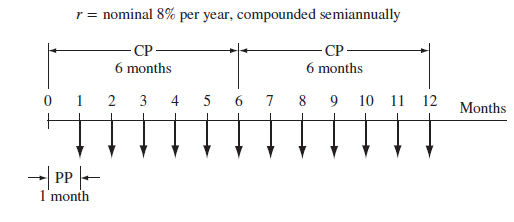 r = nominal 8% per year, compounded semiannually
CP CP
6 months 6 months
0 1 2 3 4 5 6 7 8 9 10 11 12 Months
PP
1 month